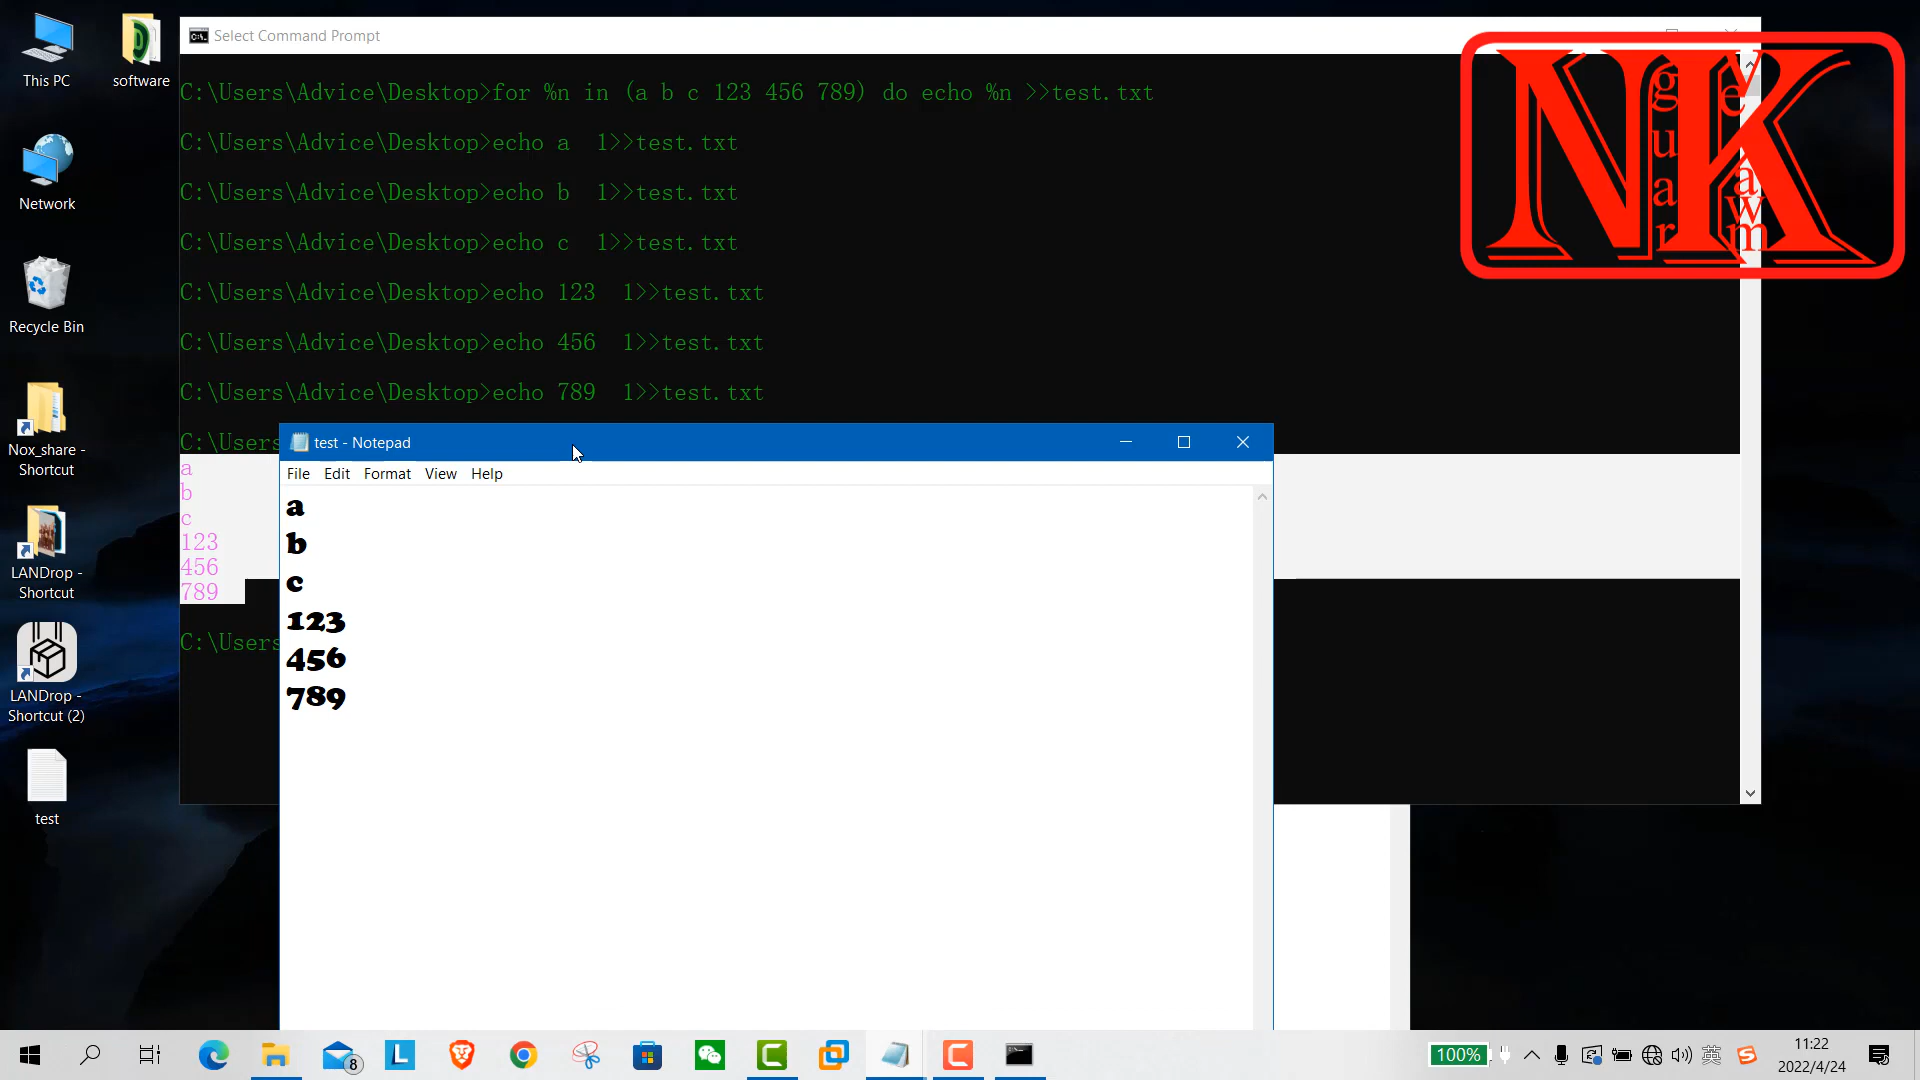 This PC
software
Network
Recycle Bin
Nox_share -
Shortcut
LANDrop -
Shortcut
LANDrop -
Shortcut (2)
test
Select Command Prompt
C:\Users\Advice\Desktop>for %n in (a b c 123 456 789) do echo %n >>test.txt
C:\Users\Advice\Desktop>echo a  1>>test.txt
C:\Users\Advice\Desktop>echo b  1>>test.txt
C:\Users\Advice\Desktop>echo c  1>>test.txt
C:\Users\Advice\Desktop>echo 123  1>>test.txt
C:\Users\Advice\Desktop>echo 456  1>>test.txt
C:\Users\Advice\Desktop>echo 789  1>>test.txt
C:\Users
a
b
c
123
456
789
C:\Users
test - Notepad
File Edit Format View Help
a
b
c
123
456
789
NK
guar
8
L
100%
英
11:22
2022/4/24